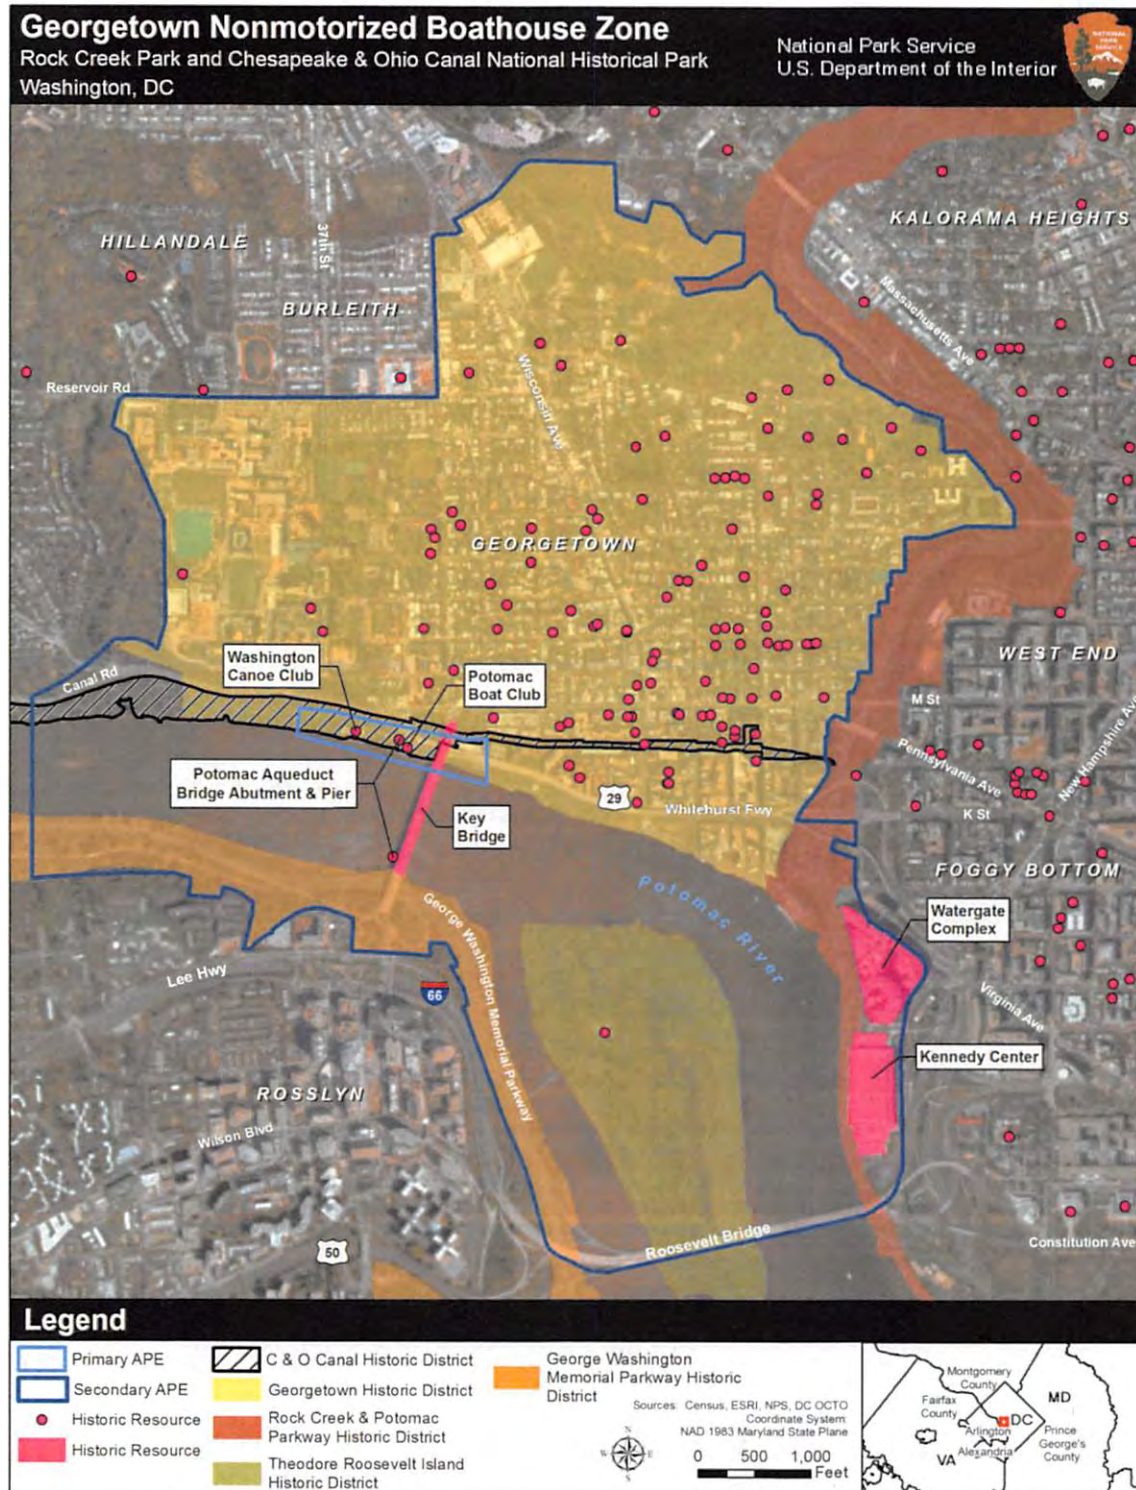 Georgetown Nonmotorized Boathouse Zone
Rock Creek Park and Chesapeake & Ohio Canal National Historical Park
Washington, DC
National Park Service
U.S. Department of the Interior
NATIONAL
PARK
SERVICE
HILLANDALE
37th St
BURLEITH
KALORAMA HEIGHTS
Massachusetts Ave
Reservoir Rd
Wisconsin Ave
GEORGETOWN
Canal Rd
Washington
Canoe Club
Potomac
Boat Club
WEST END
M St
Pennsylvania Ave
New Hampshire Ave
K St
Potomac Aqueduct
Bridge Abutment & Pier
Key
Bridge
29
Whitehurst Fwy
FOGGY BOTTOM
Potomac River
Watergate
Complex
George Washington Memorial Parkway
Lee Hwy
66
Virginia Ave
Kennedy Center
ROSSLYN
Wilson Blvd
50
Roosevelt Bridge
Constitution Ave
Legend
Primary APE
Secondary APE
Historic Resource
Historic Resource
C & O Canal Historic District
Georgetown Historic District
Rock Creek & Potomac
Parkway Historic District
Theodore Roosevelt Island
Historic District
George Washington
Memorial Parkway Historic
District
Sources: Census, ESRI, NPS, DC OCTO
Coordinate System:
NAD 1983 Maryland State Plane
N
W E
S
0 500 1,000
Feet
Montgomery
County
Fairfax
County
MD
DC
Arlington
Alexandria
VA
Prince
George's
County